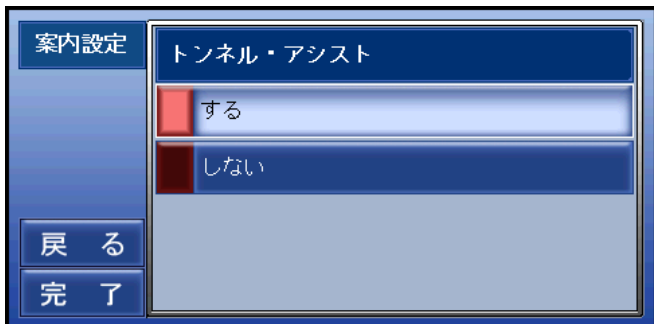 案内設定
トンネル・アシスト
する
しない
戻る
完了